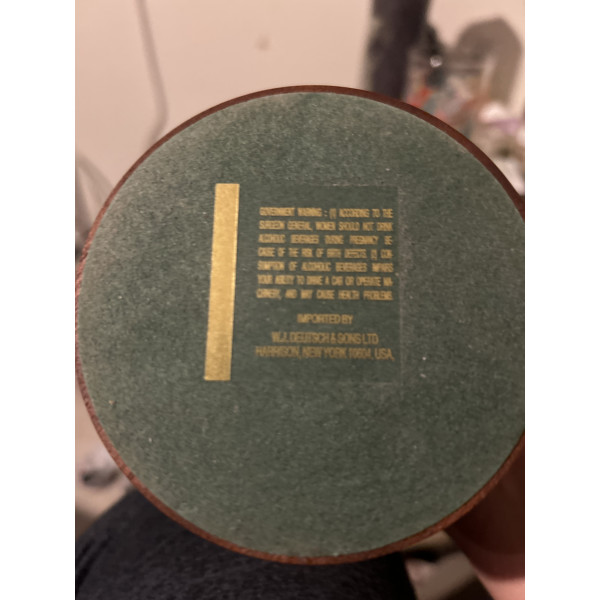 GOVERNMENT WARNING : (1) ACCORDING TO THE
SURGEON GENERAL, WOMEN SHOULD NOT DRINK
ALCOHOLIC BEVERAGES DURING PREGNANCY BE-
CAUSE OF THE RISK OF BIRTH DEFECTS. (2) CON
SUMPTION OF ALCOHOLIC BEVERAGES IMPAIRS
YOUR ABILITY TO DRIVE A CAR OR OPERATE MA-
CHINERY, AND MAY CAUSE HEALTH PROBLEMS.
IMPORTED BY
W.J. DEUTSCH & SONS LTD
HARRISON, NEW YORK 10604, USA.